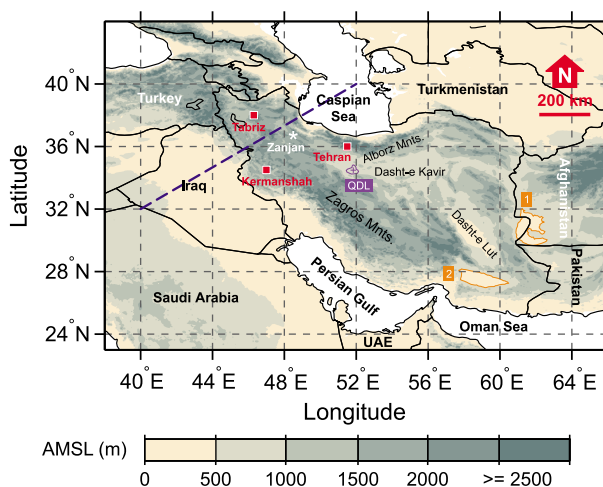 Latitude
40°N
36°N
32°N
28°N
24°N
Turkey
Caspian
Sea
Turkmenistan
N
200 km
Tabriz
*
Zanjan
Tehran
Alborz Mnts.
Kermanshah
Dasht-e Kavir
QDL
Iraq
Zagros Mnts.
Dasht-e Lut
Afghanistan
1
2
Pakistan
Saudi Arabia
Persian Gulf
Oman Sea
UAE
40°E
44°E
48°E
52°E
56°E
60°E
64°E
Longitude
AMSL (m)
0
500
1000
1500
2000
>= 2500